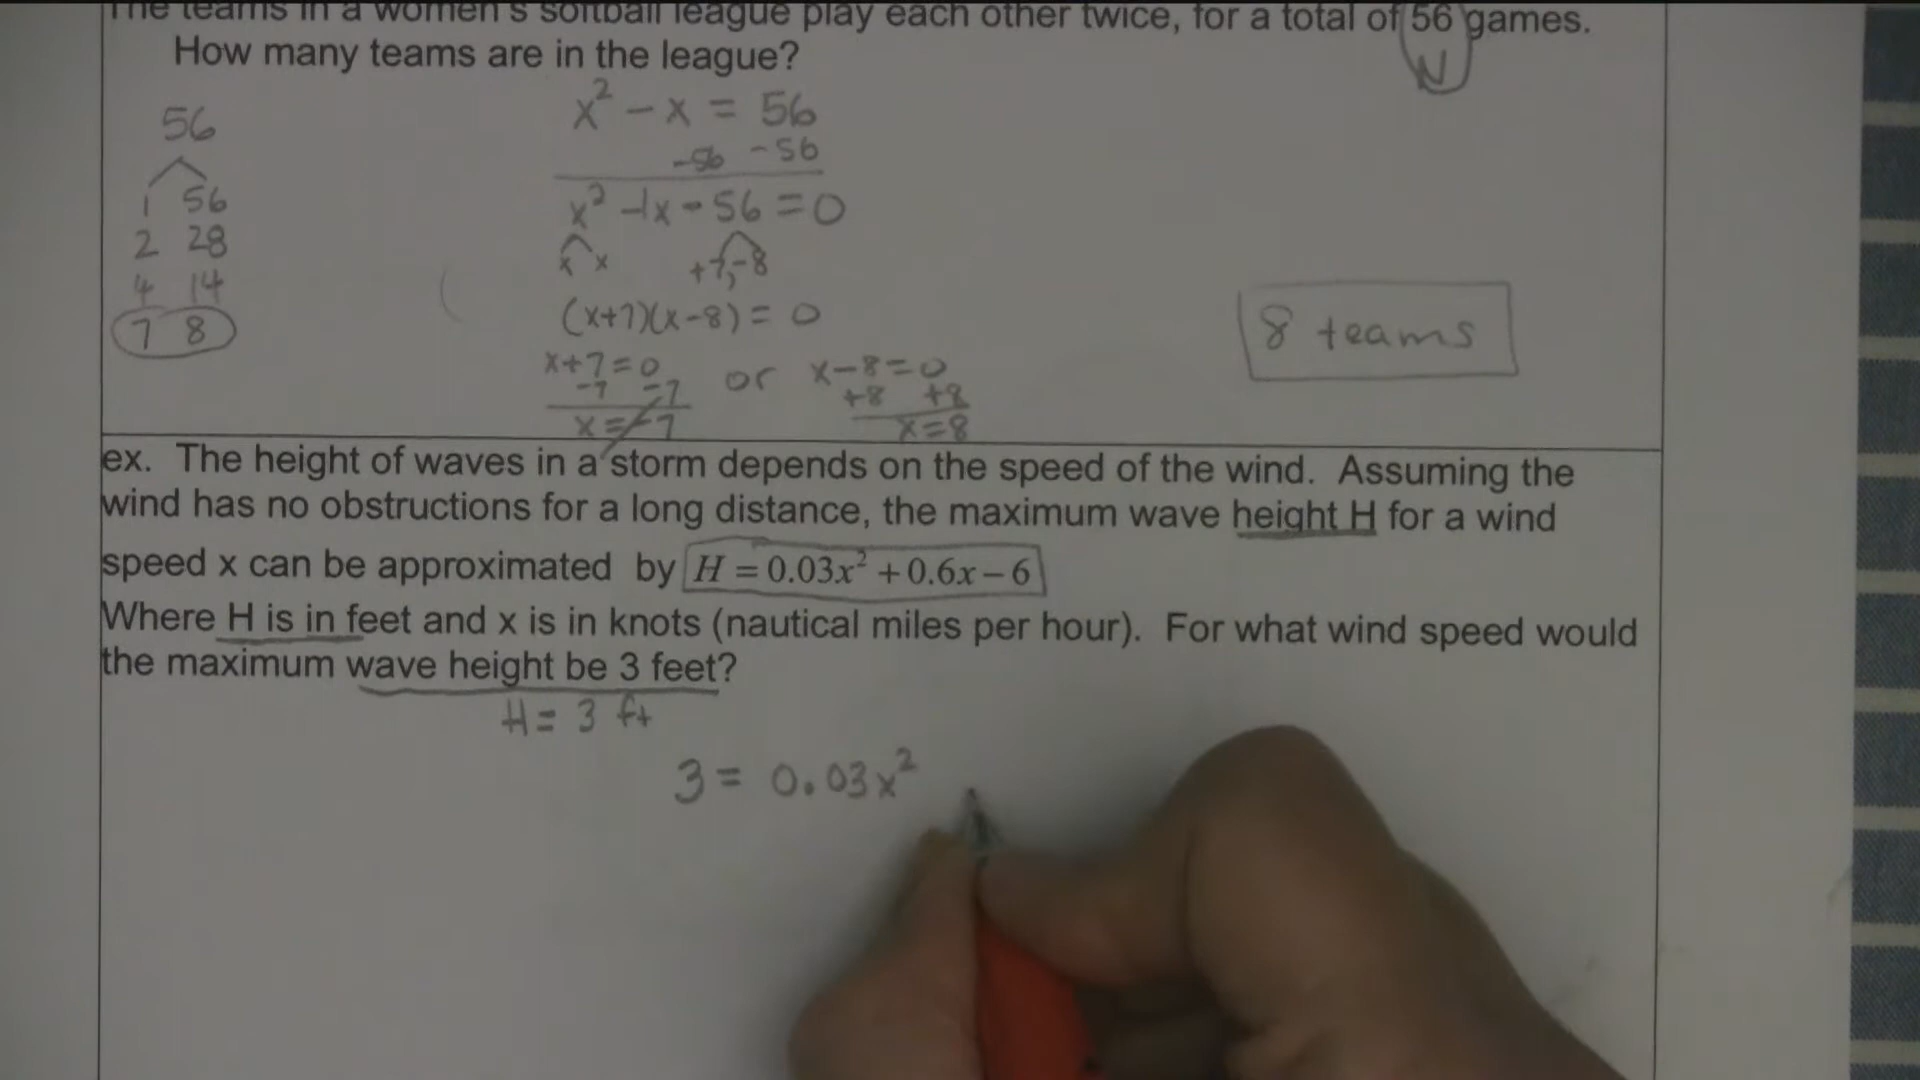 The teams in a women's softball league play each other twice, for a total of 56 games.
N
How many teams are in the league?
56
1 56
2 28
4 14
7 8
x² - x = 56
-56 -56
x² -1x - 56 = 0
x x +7, -8
(x+7)(x-8) = 0
x+7=0 or x-8=0
-7 -7 +8 +8
x=-7 x=8
8 teams
ex. The height of waves in a storm depends on the speed of the wind. Assuming the
wind has no obstructions for a long distance, the maximum wave height H for a wind
speed x can be approximated by H = 0.03x² + 0.6x – 6
Where H is in feet and x is in knots (nautical miles per hour). For what wind speed would
the maximum wave height be 3 feet?
H = 3 ft
3 = 0.03x²